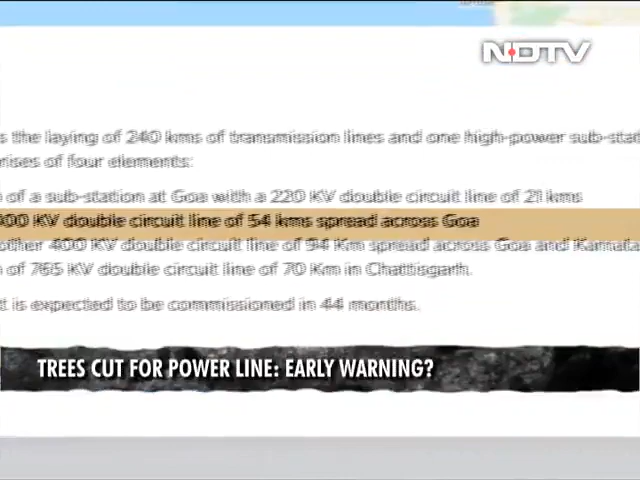 NDTV
s the laying of 240 kms of transmission lines and one high-power sub-stat
rises of four elements:
of a sub-station at Goa with a 220 KV double circuit line of 21 kms
400 KV double circuit line of 54 kms spread across Goa
other 400 KV double circuit line of 94 Km spread across Goa and Karnata
of 765 KV double circuit line of 70 Km in Chattisgarh.
t is expected to be commissioned in 44 months.
TREES CUT FOR POWER LINE: EARLY WARNING?